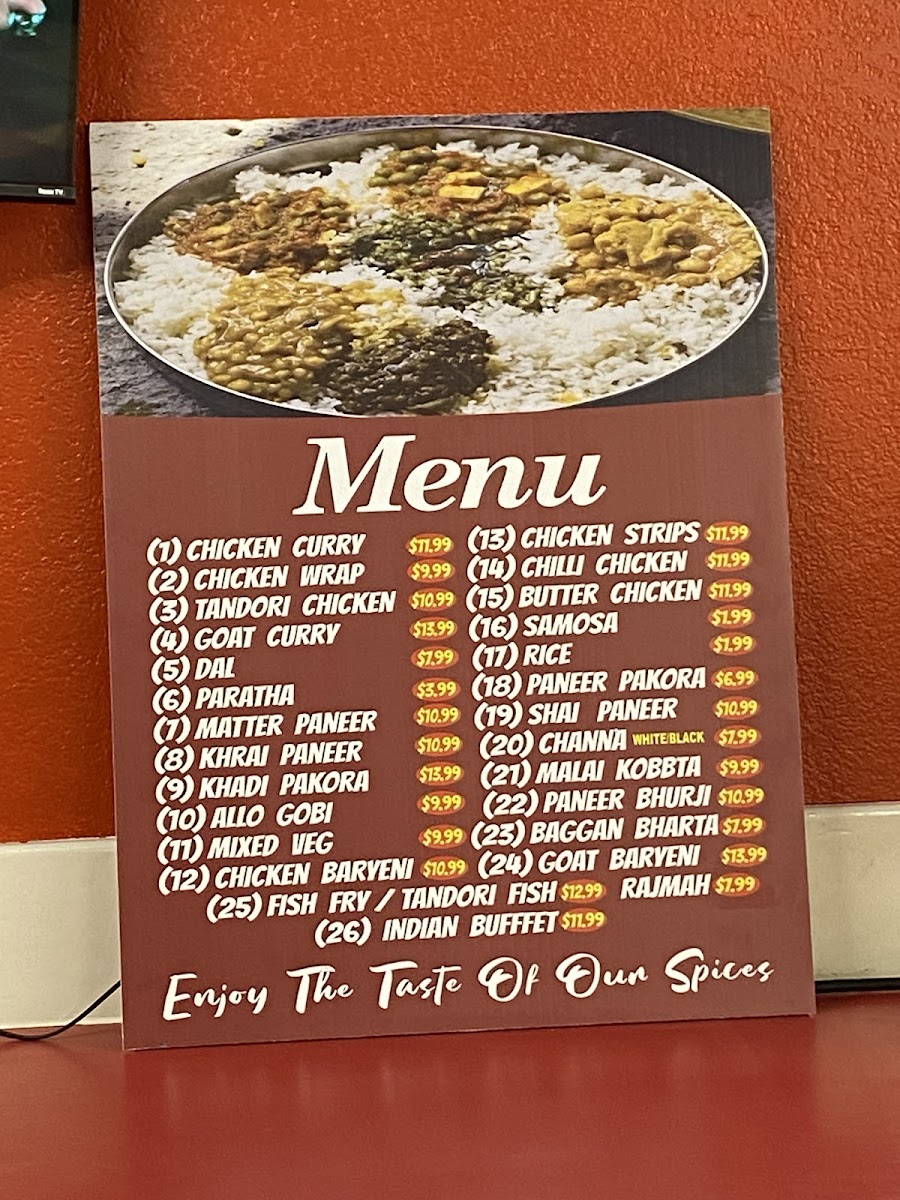 Roku TV
Menu
(1) CHICKEN CURRY $11.99
(2) CHICKEN WRAP $9.99
(3) TANDORI CHICKEN $10.99
(4) GOAT CURRY $13.99
(5) DAL $7.99
(6) PARATHA $3.99
(7) MATTER PANEER $10.99
(8) KHRAI PANEER $10.99
(9) KHADI PAKORA $13.99
(10) ALLO GOBI $9.99
(11) MIXED VEG $9.99
(12) CHICKEN BARYENI $10.99
(13) CHICKEN STRIPS $11.99
(14) CHILLI CHICKEN $11.99
(15) BUTTER CHICKEN $11.99
(16) SAMOSA $1.99
(17) RICE $1.99
(18) PANEER PAKORA $6.99
(19) SHAI PANEER $10.99
(20) CHANNA WHITE/BLACK $7.99
(21) MALAI KOBBTA $9.99
(22) PANEER BHURJI $10.99
(23) BAGGAN BHARTA $7.99
(24) GOAT BARYENI $13.99
(25) FISH FRY / TANDORI FISH $12.99 RAJMAH $7.99
(26) INDIAN BUFFFET $11.99
Enjoy The Taste Of Our Spices